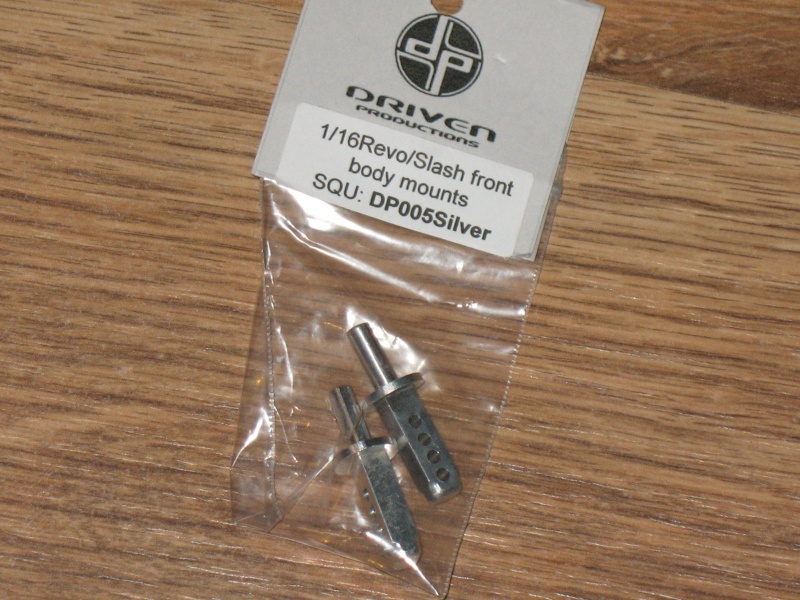 dp
DRIVEN
PRODUCTIONS
1/16Revo/Slash front
body mounts
SQU: DP005Silver